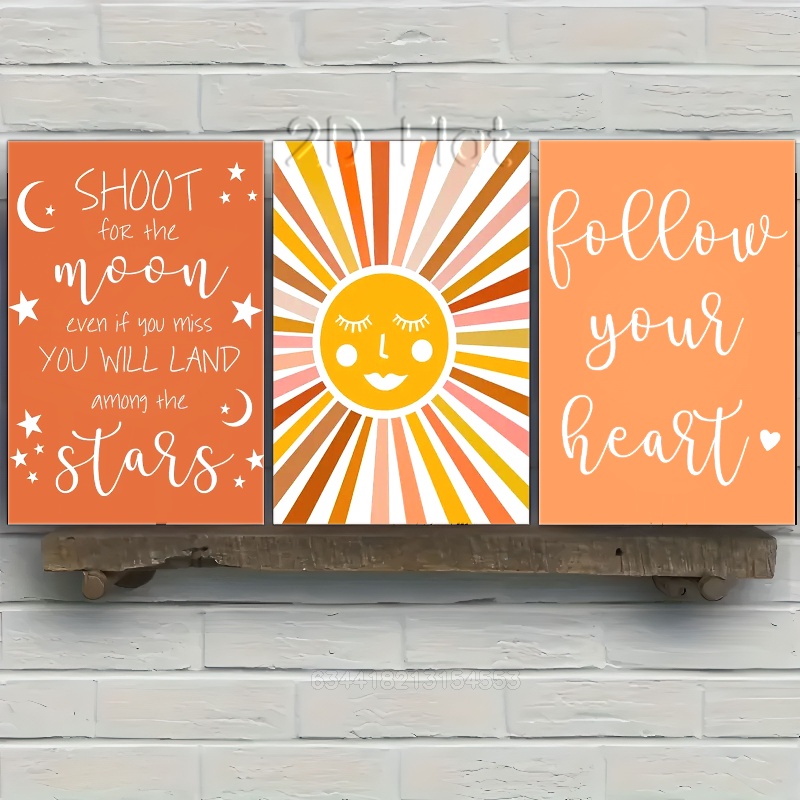 2D Flat
SHOOT
for the
moon
even if you miss
YOU WILL LAND
among the
stars
follow
your
heart
634418213154553